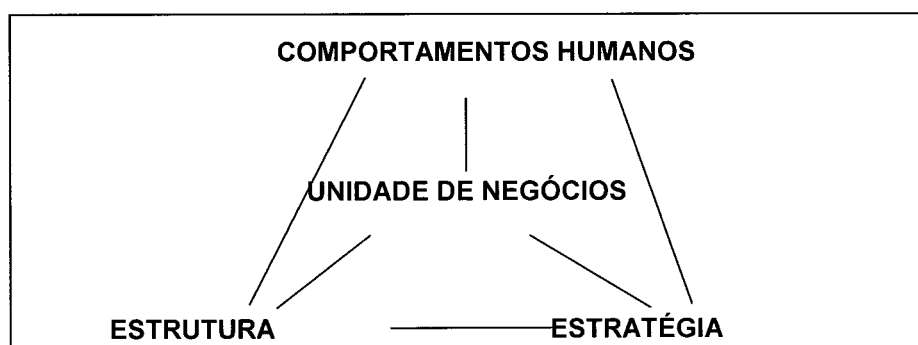 COMPORTAMENTOS HUMANOS
UNIDADE DE NEGÓCIOS
ESTRUTURA ESTRATÉGIA